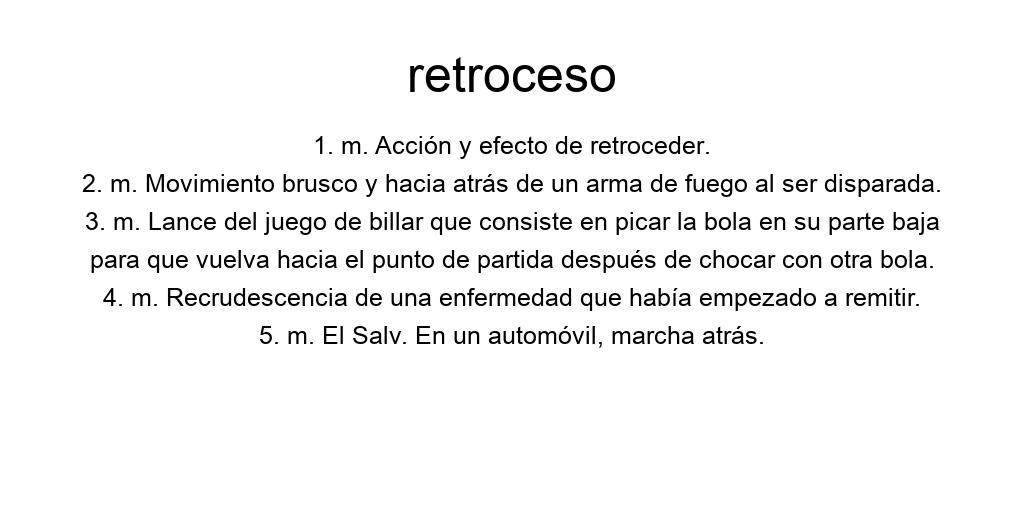 retroceso
1. m. Acción y efecto de retroceder.
2. m. Movimiento brusco y hacia atrás de un arma de fuego al ser disparada.
3. m. Lance del juego de billar que consiste en picar la bola en su parte baja
para que vuelva hacia el punto de partida después de chocar con otra bola.
4. m. Recrudescencia de una enfermedad que había empezado a remitir.
5. m. El Salv. En un automóvil, marcha atrás.